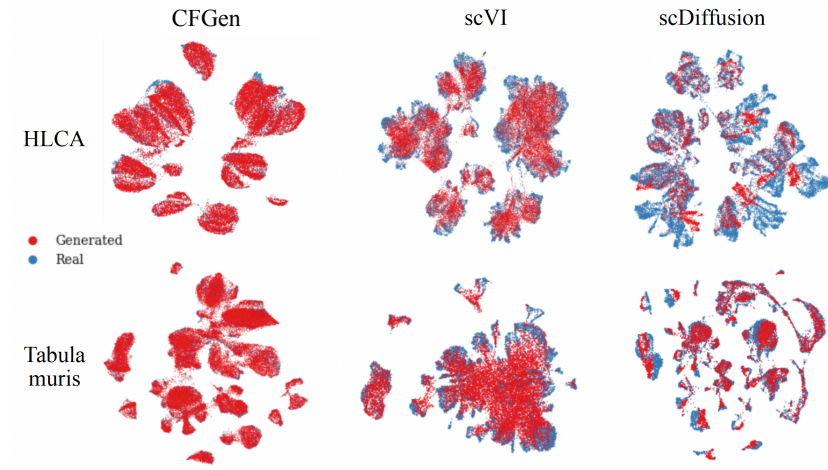 CFGen scVI scDiffusion
HLCA
Generated
Real
Tabula
muris